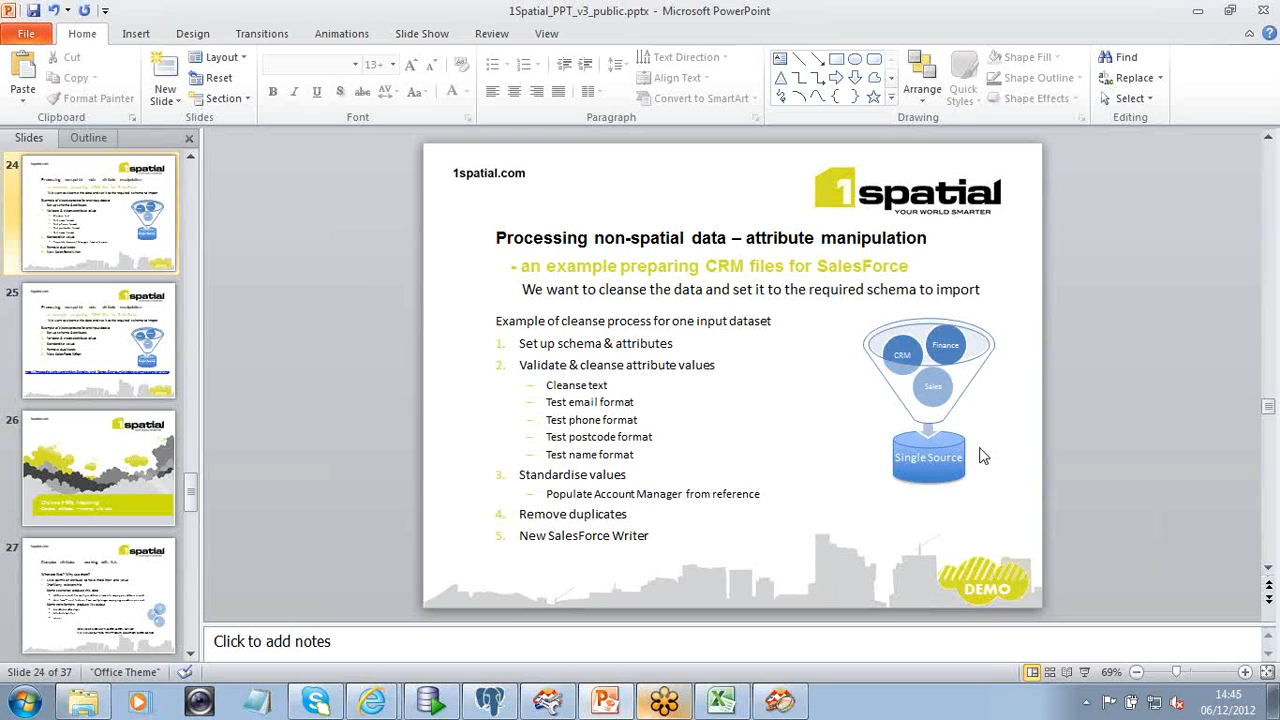 1Spatial_PPT_v3_public.pptx - Microsoft PowerPoint
File Home Insert Design Transitions Animations Slide Show Review View
Cut
Copy
Format Painter
Paste
Clipboard
New Slide
Layout
Reset
Section
Slides
13+
Font
Text Direction
Align Text
Convert to SmartArt
Paragraph
Arrange
Quick Styles
Shape Fill
Shape Outline
Shape Effects
Drawing
Find
Replace
Select
Editing
Slides Outline
24
25
26
27
1spatial.com
1spatial
YOUR WORLD SMARTER
Processing non-spatial data – attribute manipulation
- an example preparing CRM files for SalesForce
We want to cleanse the data and set it to the required schema to import
Example of cleanse process for one input dataset
1. Set up schema & attributes
2. Validate & cleanse attribute values
– Cleanse text
– Test email format
– Test phone format
– Test postcode format
– Test name format
3. Standardise values
Populate Account Manager from reference
4. Remove duplicates
5. New SalesForce Writer
CRM
Finance
Sales
Single Source
DEMO
Click to add notes
Slide 24 of 37
"Office Theme"
69%
14:45
06/12/2012